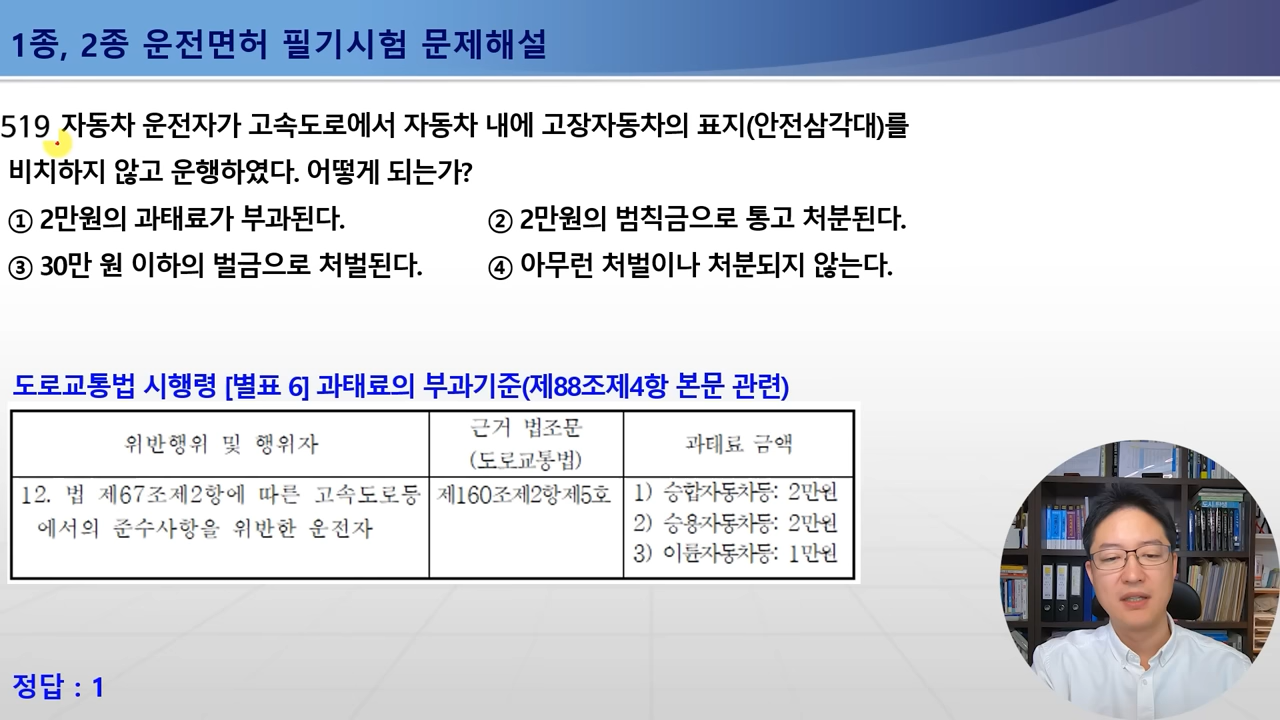 1종, 2종 운전면허 필기시험 문제해설
519 자동차 운전자가 고속도로에서 자동차 내에 고장자동차의 표지(안전삼각대)를
비치하지 않고 운행하였다. 어떻게 되는가?
① 2만원의 과태료가 부과된다. ② 2만원의 범칙금으로 통고 처분된다.
③ 30만 원 이하의 벌금으로 처벌된다. ④ 아무런 처벌이나 처분되지 않는다.
도로교통법 시행령 [별표 6] 과태료의 부과기준(제88조제4항 본문 관련)
위반행위 및 행위자
근거 법조문
(도로교통법)
과태료 금액
12. 법 제67조제2항에 따른 고속도로등
에서의 준수사항을 위반한 운전자
제160조제2항제5호
1) 승합자동차등: 2만원
2) 승용자동차등: 2만원
3) 이륜자동차등: 1만원
정답 : 1